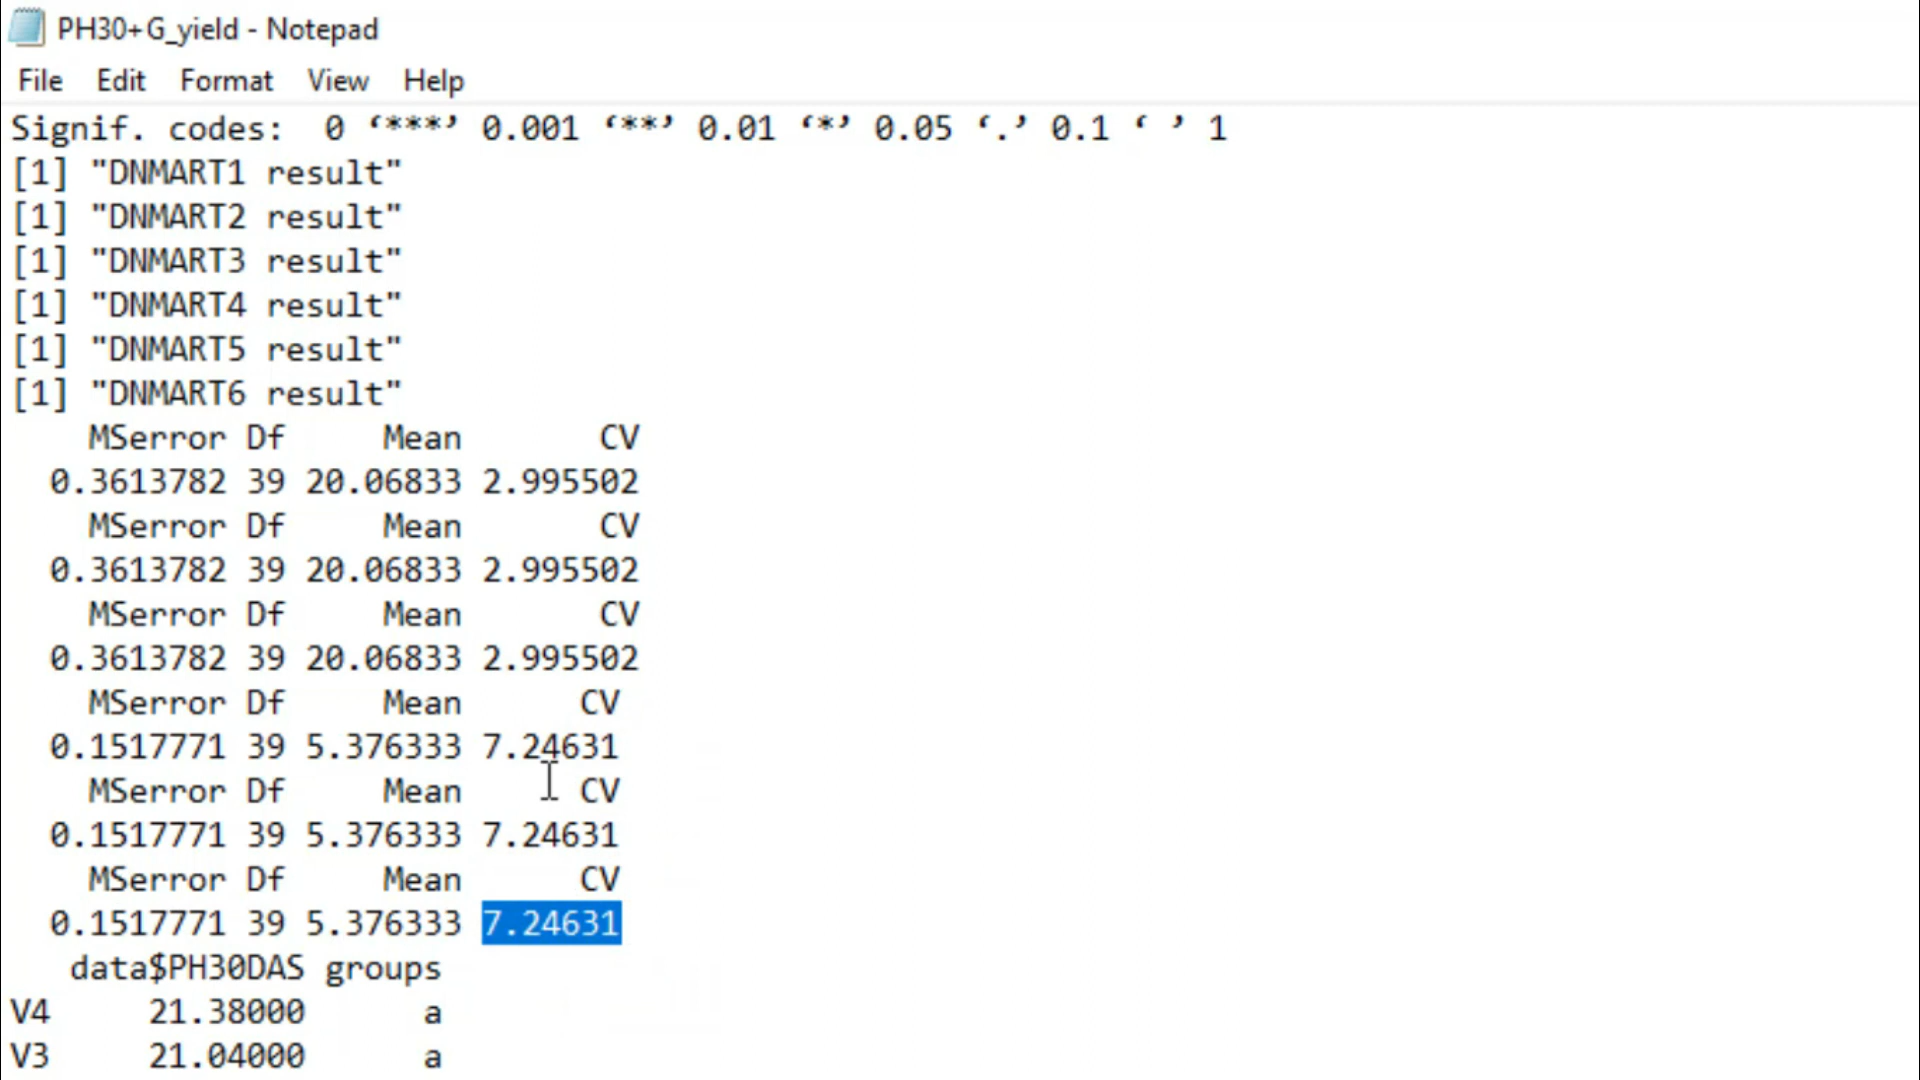 PH30+G_yield - Notepad
File Edit Format View Help
Signif. codes:  0 ‘***’ 0.001 ‘**’ 0.01 ‘*’ 0.05 ‘.’ 0.1 ‘ ’ 1
[1] "DNMART1 result"
[1] "DNMART2 result"
[1] "DNMART3 result"
[1] "DNMART4 result"
[1] "DNMART5 result"
[1] "DNMART6 result"
MSerror Df Mean CV
0.3613782 39 20.06833 2.995502
MSerror Df Mean CV
0.3613782 39 20.06833 2.995502
MSerror Df Mean CV
0.3613782 39 20.06833 2.995502
MSerror Df Mean CV
0.1517771 39 5.376333 7.24631
MSerror Df Mean CV
0.1517771 39 5.376333 7.24631
MSerror Df Mean CV
0.1517771 39 5.376333 7.24631
data$PH30DAS groups
V4 21.38000 a
V3 21.04000 a